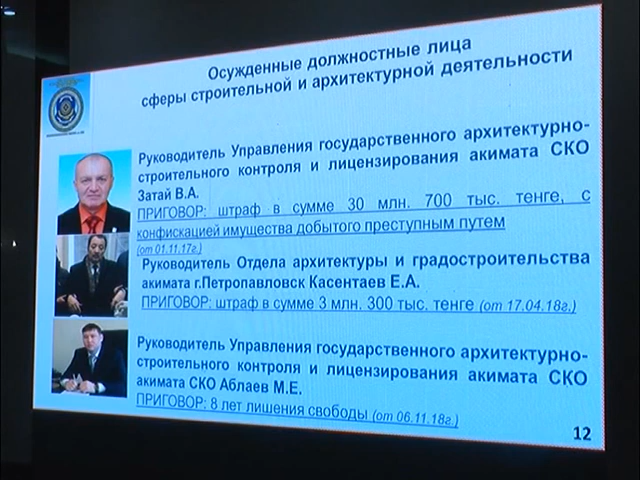 Осужденные должностные лица
сферы строительной и архитектурной деятельности
Руководитель Управления государственного архитектурно-
строительного контроля и лицензирования акимата СКО
Затай В.А.
ПРИГОВОР: штраф в сумме 30 млн. 700 тыс. тенге, с
конфискацией имущества добытого преступным путем
(от 01.11.17г.)
Руководитель Отдела архитектуры и градостроительства
акимата г.Петропавловск Касентаев Е.А.
ПРИГОВОР: штраф в сумме 3 млн. 300 тыс. тенге (от 17.04.18г.)
Руководитель Управления государственного архитектурно-
строительного контроля и лицензирования акимата СКО
акимата СКО Аблаев М.Е.
ПРИГОВОР: 8 лет лишения свободы (от 06.11.18г.)
12